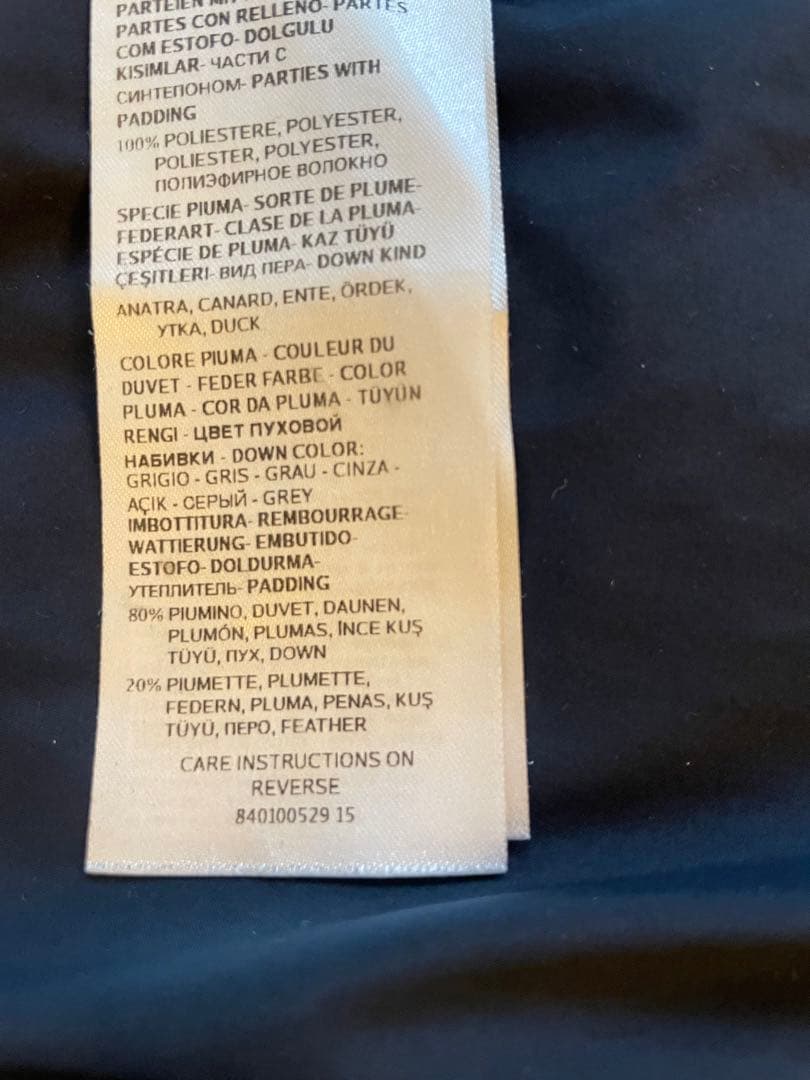 PARTEIEN MIT
PARTES CON RELLENO- PARTES
COM ESTOFO- DOLGULU
KISIMLAR- ЧАСТИ С
СИНТЕПОНОМ- PARTIES WITH
PADDING
100% POLIESTERE, POLYESTER,
POLIESTER, POLYESTER,
ПОЛИЭФИРНОЕ ВОЛОКНО
SPECIE PIUMA- SORTE DE PLUME-
FEDERART- CLASE DE LA PLUMA-
ESPÉCIE DE PLUMA- KAZ TÜYÜ
ÇEŞITLERI- ВИД ПЕРА- DOWN KIND
ANATRA, CANARD, ENTE, ÖRDEK,
УТКА, DUCK
COLORE PIUMA - COULEUR DU
DUVET - FEDER FARBE - COLOR
PLUMA - COR DA PLUMA - TÜYÜN
RENGI - ЦВЕТ ПУХОВОЙ
НАБИВКИ - DOWN COLOR:
GRIGIO - GRIS - GRAU - CINZA -
AÇIK - СЕРЫЙ - GREY
IMBOTTITURA- REMBOURRAGE-
WATTIERUNG- EMBUTIDO-
ESTOFO- DOLDURMA-
УТЕПЛИТЕЛЬ- PADDING
80% PIUMINO, DUVET, DAUNEN,
PLUMÓN, PLUMAS, İNCE KUŞ
TÜYÜ, ПУХ, DOWN
20% PIUMETTE, PLUMETTE,
FEDERN, PLUMA, PENAS, KUŞ
TÜYÜ, ПЕРО, FEATHER
CARE INSTRUCTIONS ON
REVERSE
840100529 15